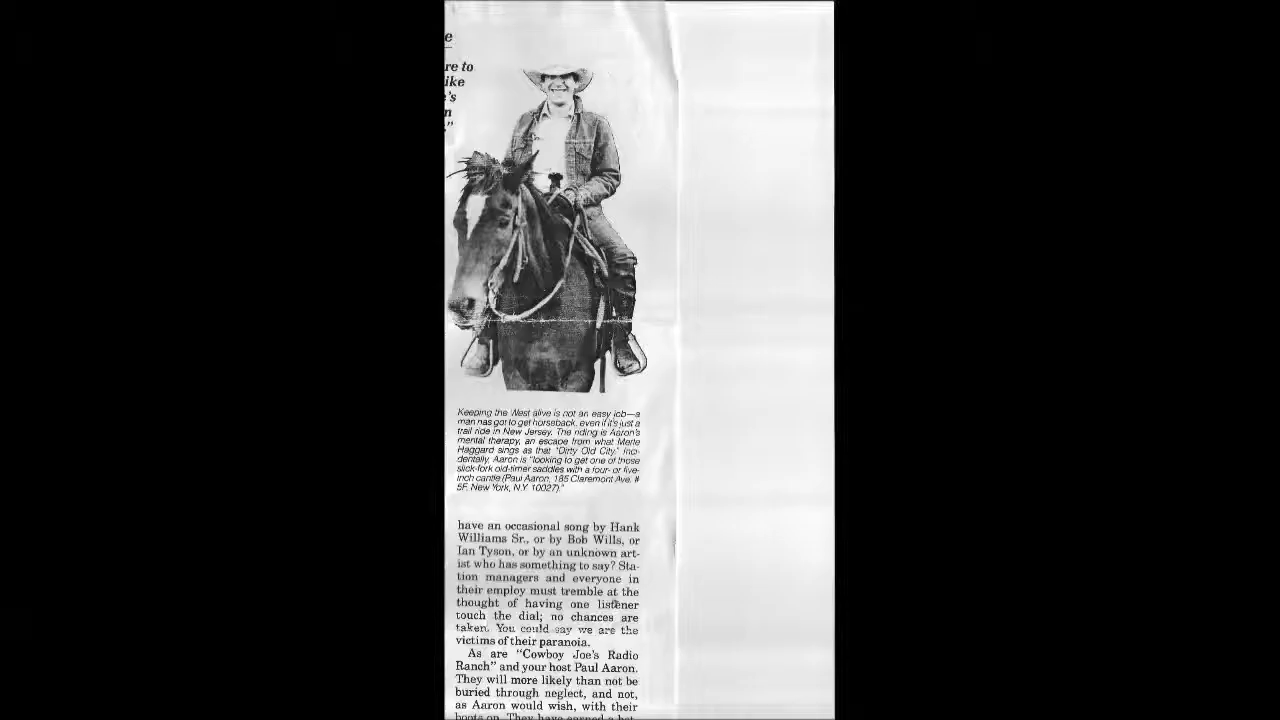 e
re to
like
e's
n
."
Keeping the West alive is not an easy job—a
man has got to get horseback, even if it's just a
trail ride in New Jersey. The riding is Aaron's
mental therapy, an escape from what Merle
Haggard sings as that "Dirty Old City." Inci-
dentally, Aaron is "looking to get one of those
slick-fork old-timer saddles with a four- or five-
inch cantle (Paul Aaron, 185 Claremont Ave. #
5F, New York, N.Y. 10027)."
have an occasional song by Hank
Williams Sr., or by Bob Wills, or
Ian Tyson, or by an unknown art-
ist who has something to say? Sta-
tion managers and everyone in
their employ must tremble at the
thought of having one listener
touch the dial; no chances are
taken. You could say we are the
victims of their paranoia.
As are "Cowboy Joe's Radio
Ranch" and your host Paul Aaron.
They will more likely than not be
buried through neglect, and not,
as Aaron would wish, with their
boots on. They have earned a bet-